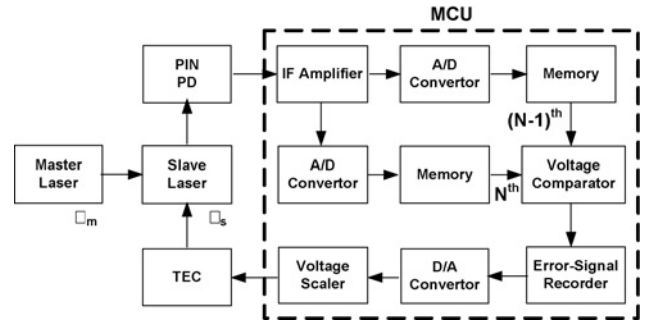 MCU
PIN
PD
IF Amplifier
A/D
Convertor
Memory
(N-1)th
Master
Laser
Slave
Laser
A/D
Convertor
Memory
Nth
Voltage
Comparator
□m
□s
TEC
Voltage
Scaler
D/A
Convertor
Error-Signal
Recorder